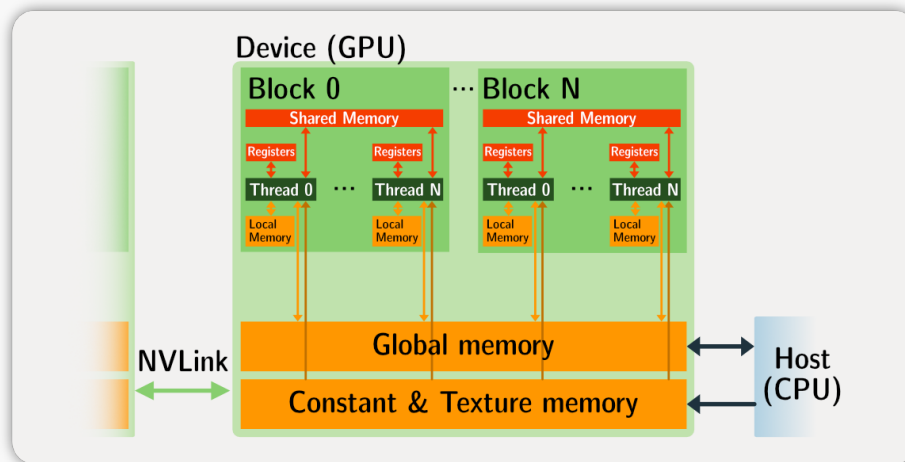 Device (GPU)
Block 0
...
Block N
Shared Memory
Shared Memory
Registers
Registers
Registers
Registers
Thread 0
...
Thread N
Thread 0
...
Thread N
Local
Memory
Local
Memory
Local
Memory
Local
Memory
Global memory
NVLink
Host
(CPU)
Constant & Texture memory